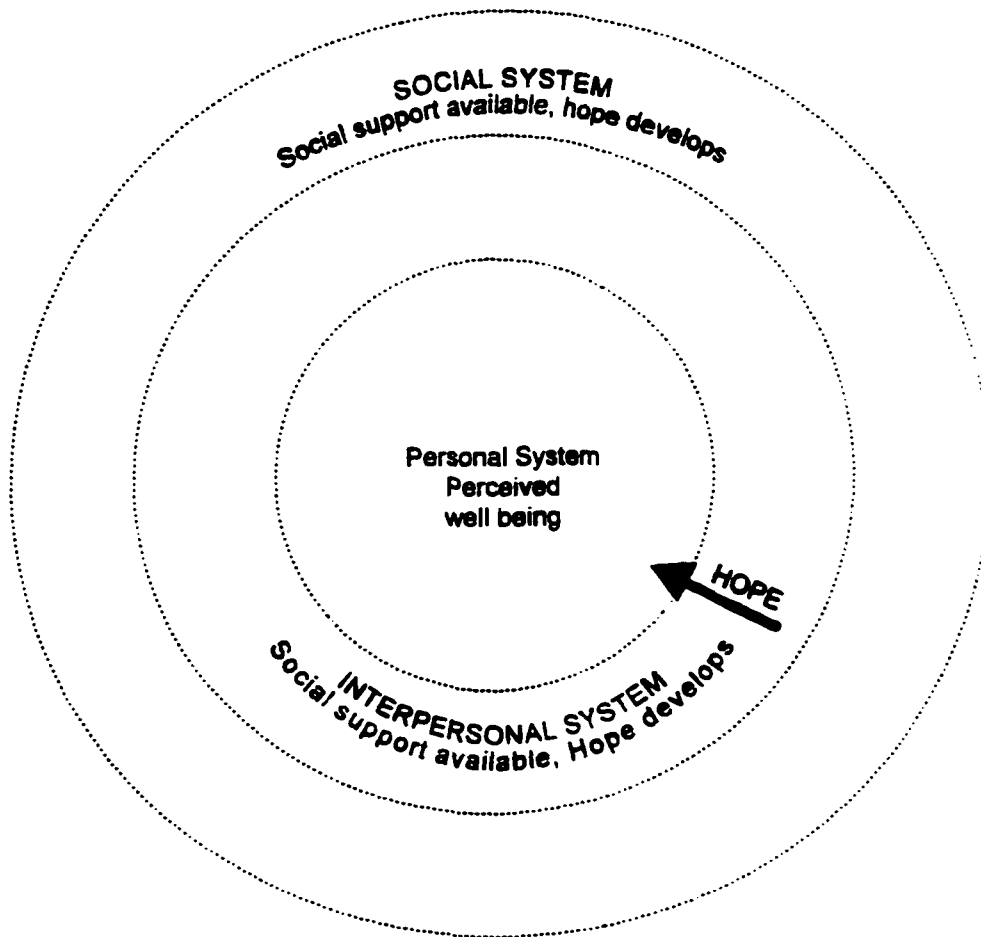 SOCIAL SYSTEM
Social support available, hope develops
Personal System
Perceived
well being
HOPE
INTERPERSONAL SYSTEM
Social support available, Hope develops